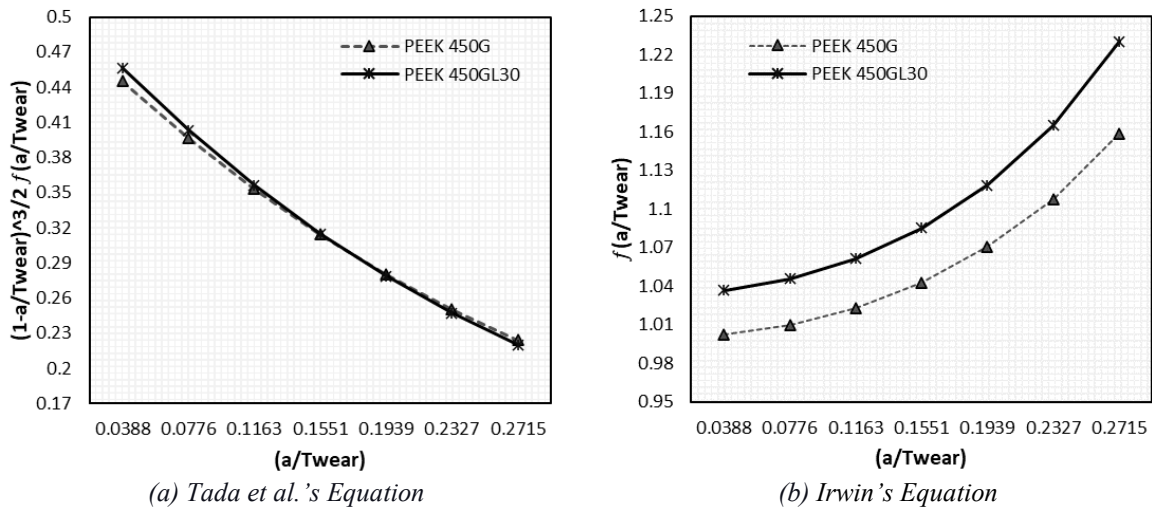 0.5
0.47
0.44
0.41
0.38
0.35
0.32
0.29
0.26
0.23
0.2
0.17
(1-a/Twear)^3/2 f (a/Twear)
PEEK 450G
PEEK 450GL30
0.0388 0.0776 0.1163 0.1551 0.1939 0.2327 0.2715
(a/Twear)
(a) Tada et al.'s Equation
1.25
1.22
1.19
1.16
1.13
1.1
1.07
1.04
1.01
0.98
0.95
f (a/Twear)
PEEK 450G
PEEK 450GL30
0.0388 0.0776 0.1163 0.1551 0.1939 0.2327 0.2715
(a/Twear)
(b) Irwin's Equation